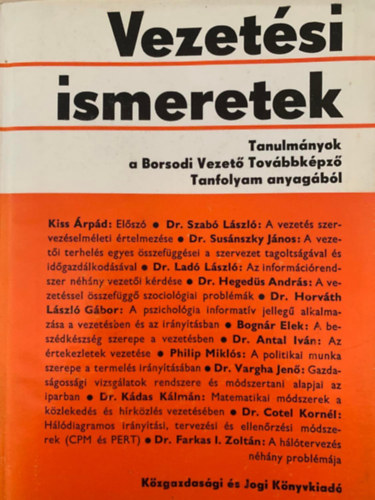 Vezetési
ismeretek
Tanulmányok
a Borsodi Vezető Továbbképző
Tanfolyam anyagából
Kiss Árpád: Előszó ● Dr. Szabó László: A vezetés szer-
vezéselméleti értelmezése ● Dr. Susánszky János: A veze-
tői terhelés egyes összefüggései a szervezet tagoltságával és
időgazdálkodásával ● Dr. Ladó László: Az információrend-
szer néhány vezetői kérdése ● Dr. Hegedüs András: A ve-
zetéssel összefüggő szociológiai problémák ● Dr. Horváth
László Gábor: A pszichológia informatív jellegű alkalma-
zása a vezetésben és az irányításban ● Bognár Elek: A be-
szédkészség szerepe a vezetésben ● Dr. Antal Iván: Az
értekezletek vezetése ● Philip Miklós: A politikai munka
szerepe a termelés irányításában ● Dr. Vargha Jenő: Gazda-
ságossági vizsgálatok rendszere és módszertani alapjai az
iparban ● Dr. Kádas Kálmán: Matematikai módszerek a
közlekedés és hírközlés vezetésében ● Dr. Cotel Kornél:
Hálódiagramos irányítási, tervezési és ellenőrzési módsze-
rek (CPM és PERT) ● Dr. Farkas I. Zoltán: A hálótervezés
néhány problémája
Közgazdasági és Jogi Könyvkiadó